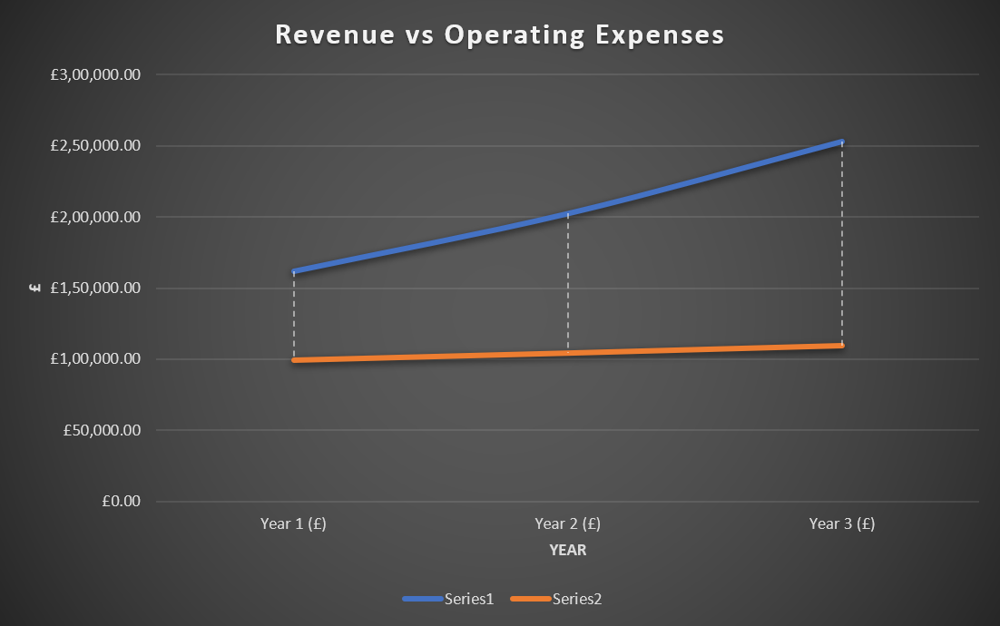 Revenue vs Operating Expenses
£3,00,000.00
£2,50,000.00
£2,00,000.00
£1,50,000.00
£1,00,000.00
£50,000.00
£0.00
£
Year 1 (£) Year 2 (£) Year 3 (£)
YEAR
Series1 Series2